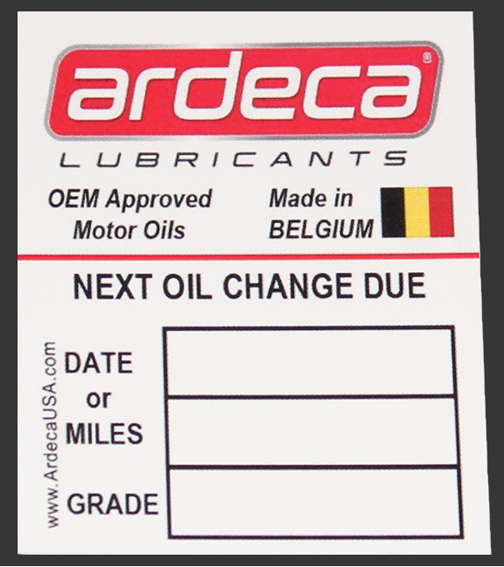 ardeca®
LUBRICANTS
OEM Approved
Motor Oils
Made in
BELGIUM
NEXT OIL CHANGE DUE
DATE
or
MILES
GRADE
www.ArdecaUSA.com